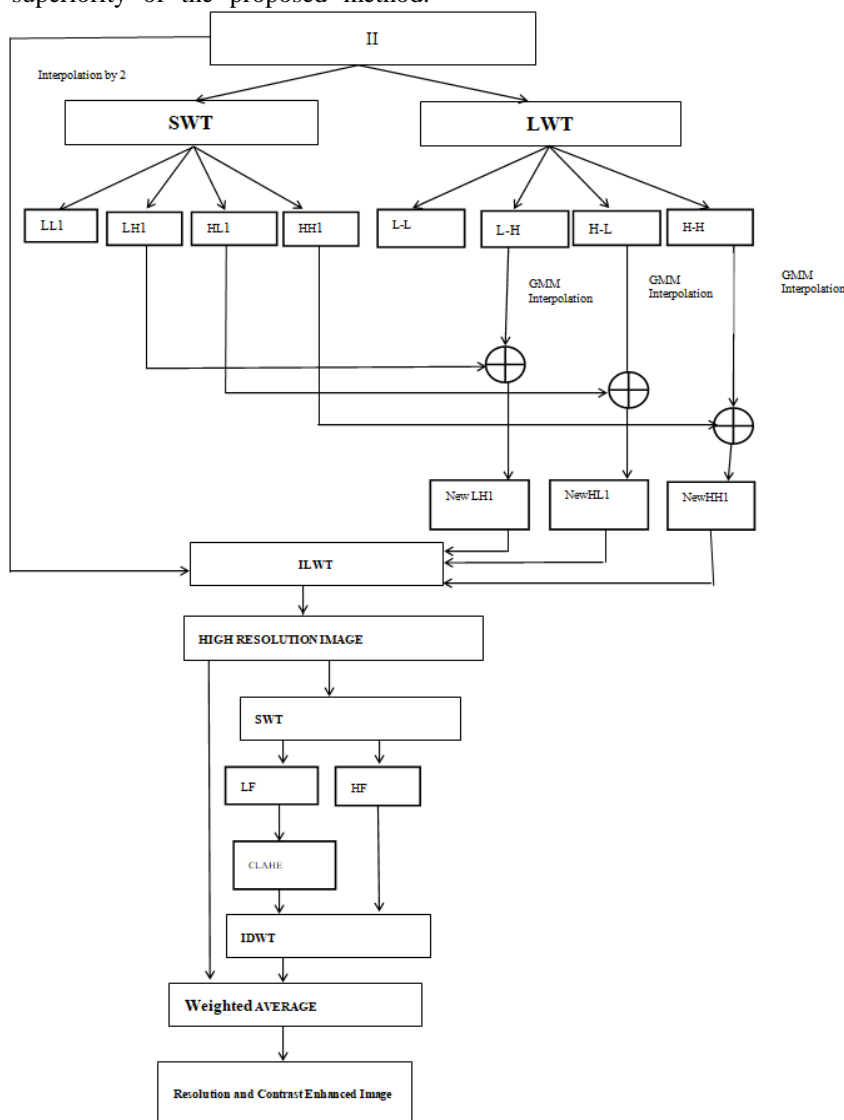 superiority of the proposed method.
II
Interpolation by 2
SWT
LWT
LL1
LH1
HL1
HH1
L-L
L-H
H-L
H-H
GMM
Interpolation
GMM
Interpolation
GMM
Interpolation
New LH1
NewHL1
NewHH1
ILWT
HIGH RESOLUTION IMAGE
SWT
LF
HF
CLAHE
IDWT
Weighted AVERAGE
Resolution and Contrast Enhanced Image